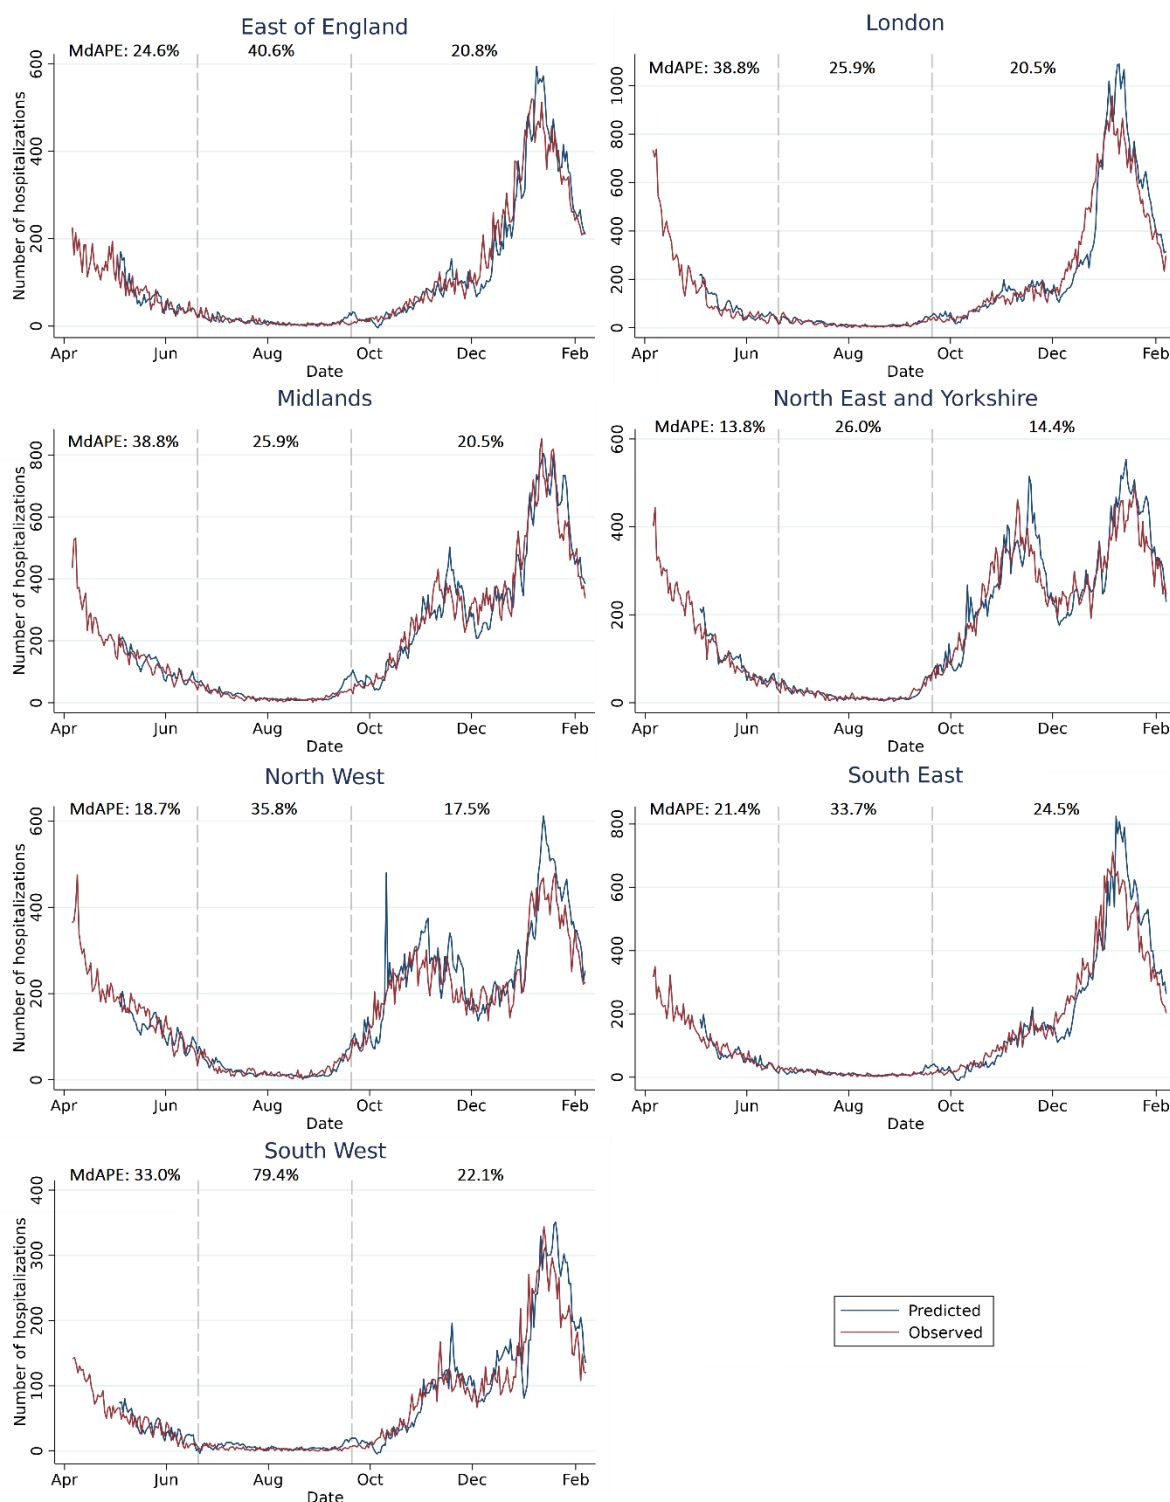 East of England
MdAPE: 24.6% 40.6% 20.8%
Number of hospitalizations
600
400
200
0
Apr Jun Aug Oct Dec Feb
Date
London
MdAPE: 38.8% 25.9% 20.5%
1000
800
600
400
200
0
Apr Jun Aug Oct Dec Feb
Date
Midlands
MdAPE: 38.8% 25.9% 20.5%
Number of hospitalizations
800
600
400
200
0
Apr Jun Aug Oct Dec Feb
Date
North East and Yorkshire
MdAPE: 13.8% 26.0% 14.4%
600
400
200
0
Apr Jun Aug Oct Dec Feb
Date
North West
MdAPE: 18.7% 35.8% 17.5%
Number of hospitalizations
600
400
200
0
Apr Jun Aug Oct Dec Feb
Date
South East
MdAPE: 21.4% 33.7% 24.5%
800
600
400
200
0
Apr Jun Aug Oct Dec Feb
Date
South West
MdAPE: 33.0% 79.4% 22.1%
Number of hospitalizations
400
300
200
100
0
Apr Jun Aug Oct Dec Feb
Date
Predicted
Observed